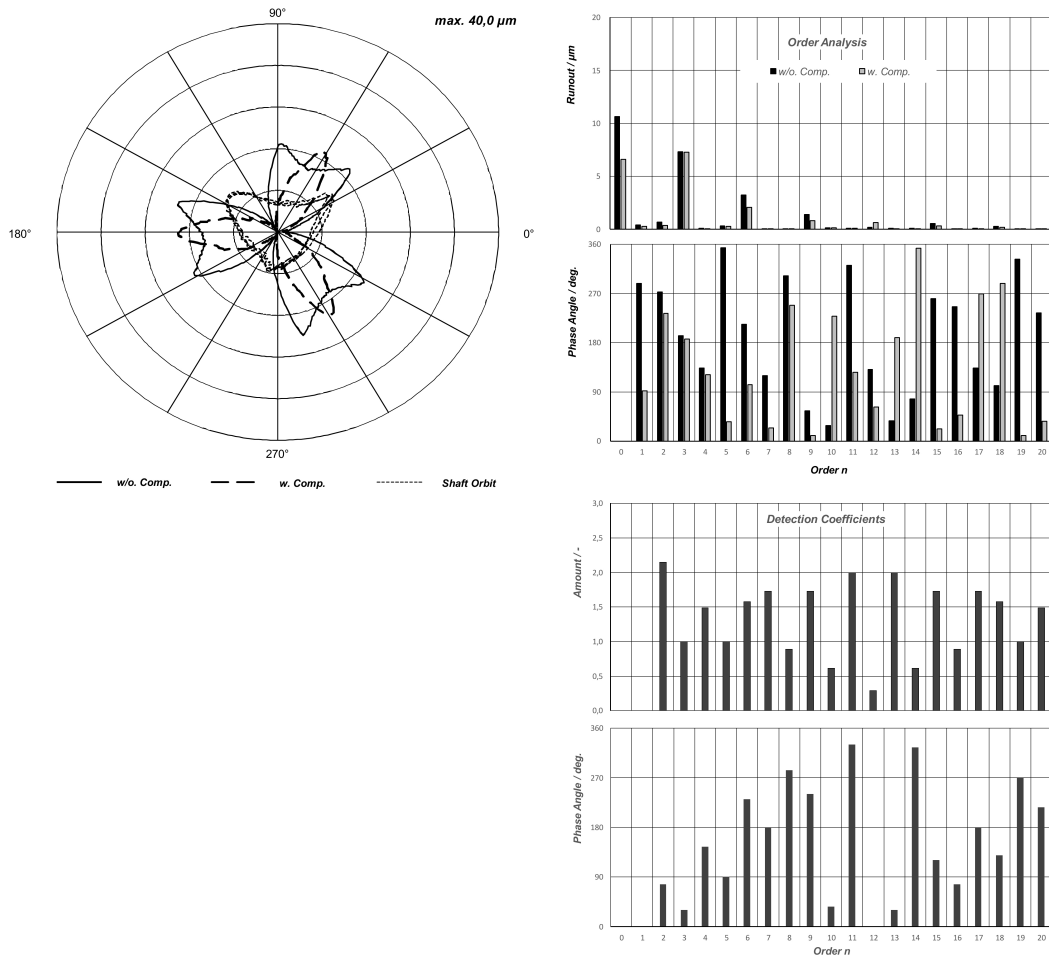 90°
max. 40,0 µm
180°
0°
270°
w/o. Comp.
w. Comp.
Shaft Orbit
Order Analysis
w/o. Comp.
w. Comp.
Runout / µm
20
15
10
5
0
Phase Angle / deg.
360
270
180
90
0
0 1 2 3 4 5 6 7 8 9 10 11 12 13 14 15 16 17 18 19 20
Order n
Detection Coefficients
Amount / -
3,0
2,5
2,0
1,5
1,0
0,5
0,0
Phase Angle / deg.
360
270
180
90
0
0 1 2 3 4 5 6 7 8 9 10 11 12 13 14 15 16 17 18 19 20
Order n